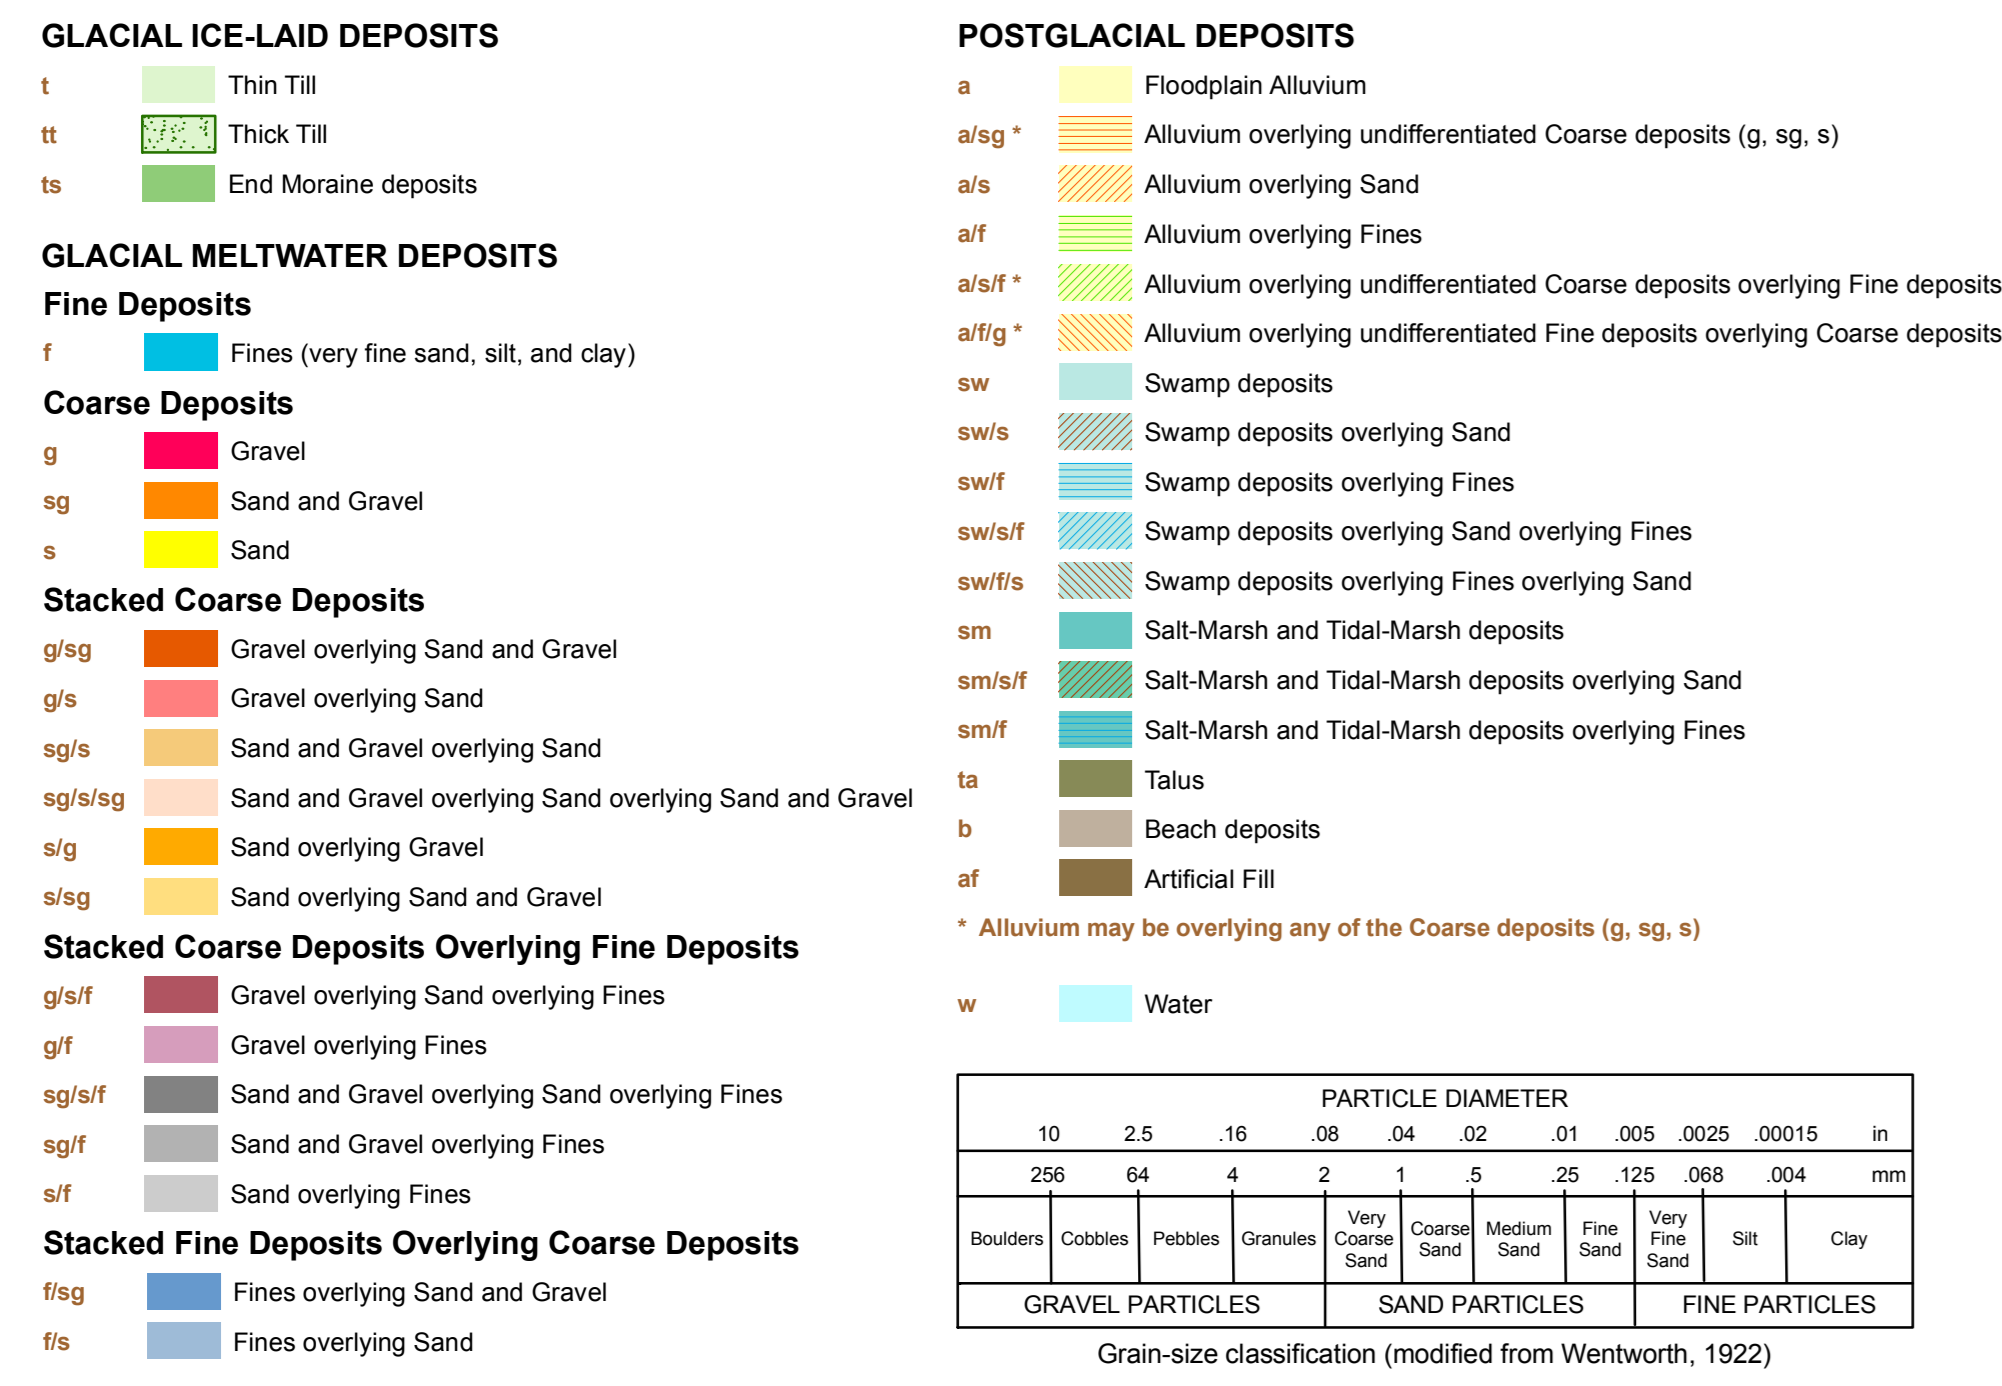 GLACIAL ICE-LAID DEPOSITS
t Thin Till
tt Thick Till
ts End Moraine deposits
GLACIAL MELTWATER DEPOSITS
Fine Deposits
f Fines (very fine sand, silt, and clay)
Coarse Deposits
g Gravel
sg Sand and Gravel
s Sand
Stacked Coarse Deposits
g/sg Gravel overlying Sand and Gravel
g/s Gravel overlying Sand
sg/s Sand and Gravel overlying Sand
sg/s/sg Sand and Gravel overlying Sand overlying Sand and Gravel
s/g Sand overlying Gravel
s/sg Sand overlying Sand and Gravel
Stacked Coarse Deposits Overlying Fine Deposits
g/s/f Gravel overlying Sand overlying Fines
g/f Gravel overlying Fines
sg/s/f Sand and Gravel overlying Sand overlying Fines
sg/f Sand and Gravel overlying Fines
s/f Sand overlying Fines
Stacked Fine Deposits Overlying Coarse Deposits
f/sg Fines overlying Sand and Gravel
f/s Fines overlying Sand
POSTGLACIAL DEPOSITS
a Floodplain Alluvium
a/sg * Alluvium overlying undifferentiated Coarse deposits (g, sg, s)
a/s Alluvium overlying Sand
a/f Alluvium overlying Fines
a/s/f * Alluvium overlying undifferentiated Coarse deposits overlying Fine deposits
a/f/g * Alluvium overlying undifferentiated Fine deposits overlying Coarse deposits
sw Swamp deposits
sw/s Swamp deposits overlying Sand
sw/f Swamp deposits overlying Fines
sw/s/f Swamp deposits overlying Sand overlying Fines
sw/f/s Swamp deposits overlying Fines overlying Sand
sm Salt-Marsh and Tidal-Marsh deposits
sm/s/f Salt-Marsh and Tidal-Marsh deposits overlying Sand
sm/f Salt-Marsh and Tidal-Marsh deposits overlying Fines
ta Talus
b Beach deposits
af Artificial Fill
* Alluvium may be overlying any of the Coarse deposits (g, sg, s)
w Water
PARTICLE DIAMETER
10 2.5 .16 .08 .04 .02 .01 .005 .0025 .00015 in
256 64 4 2 1 .5 .25 .125 .068 .004 mm
Boulders Cobbles Pebbles Granules Very Coarse Sand Coarse Sand Medium Sand Fine Sand Very Fine Sand Silt Clay
GRAVEL PARTICLES SAND PARTICLES FINE PARTICLES
Grain-size classification (modified from Wentworth, 1922)